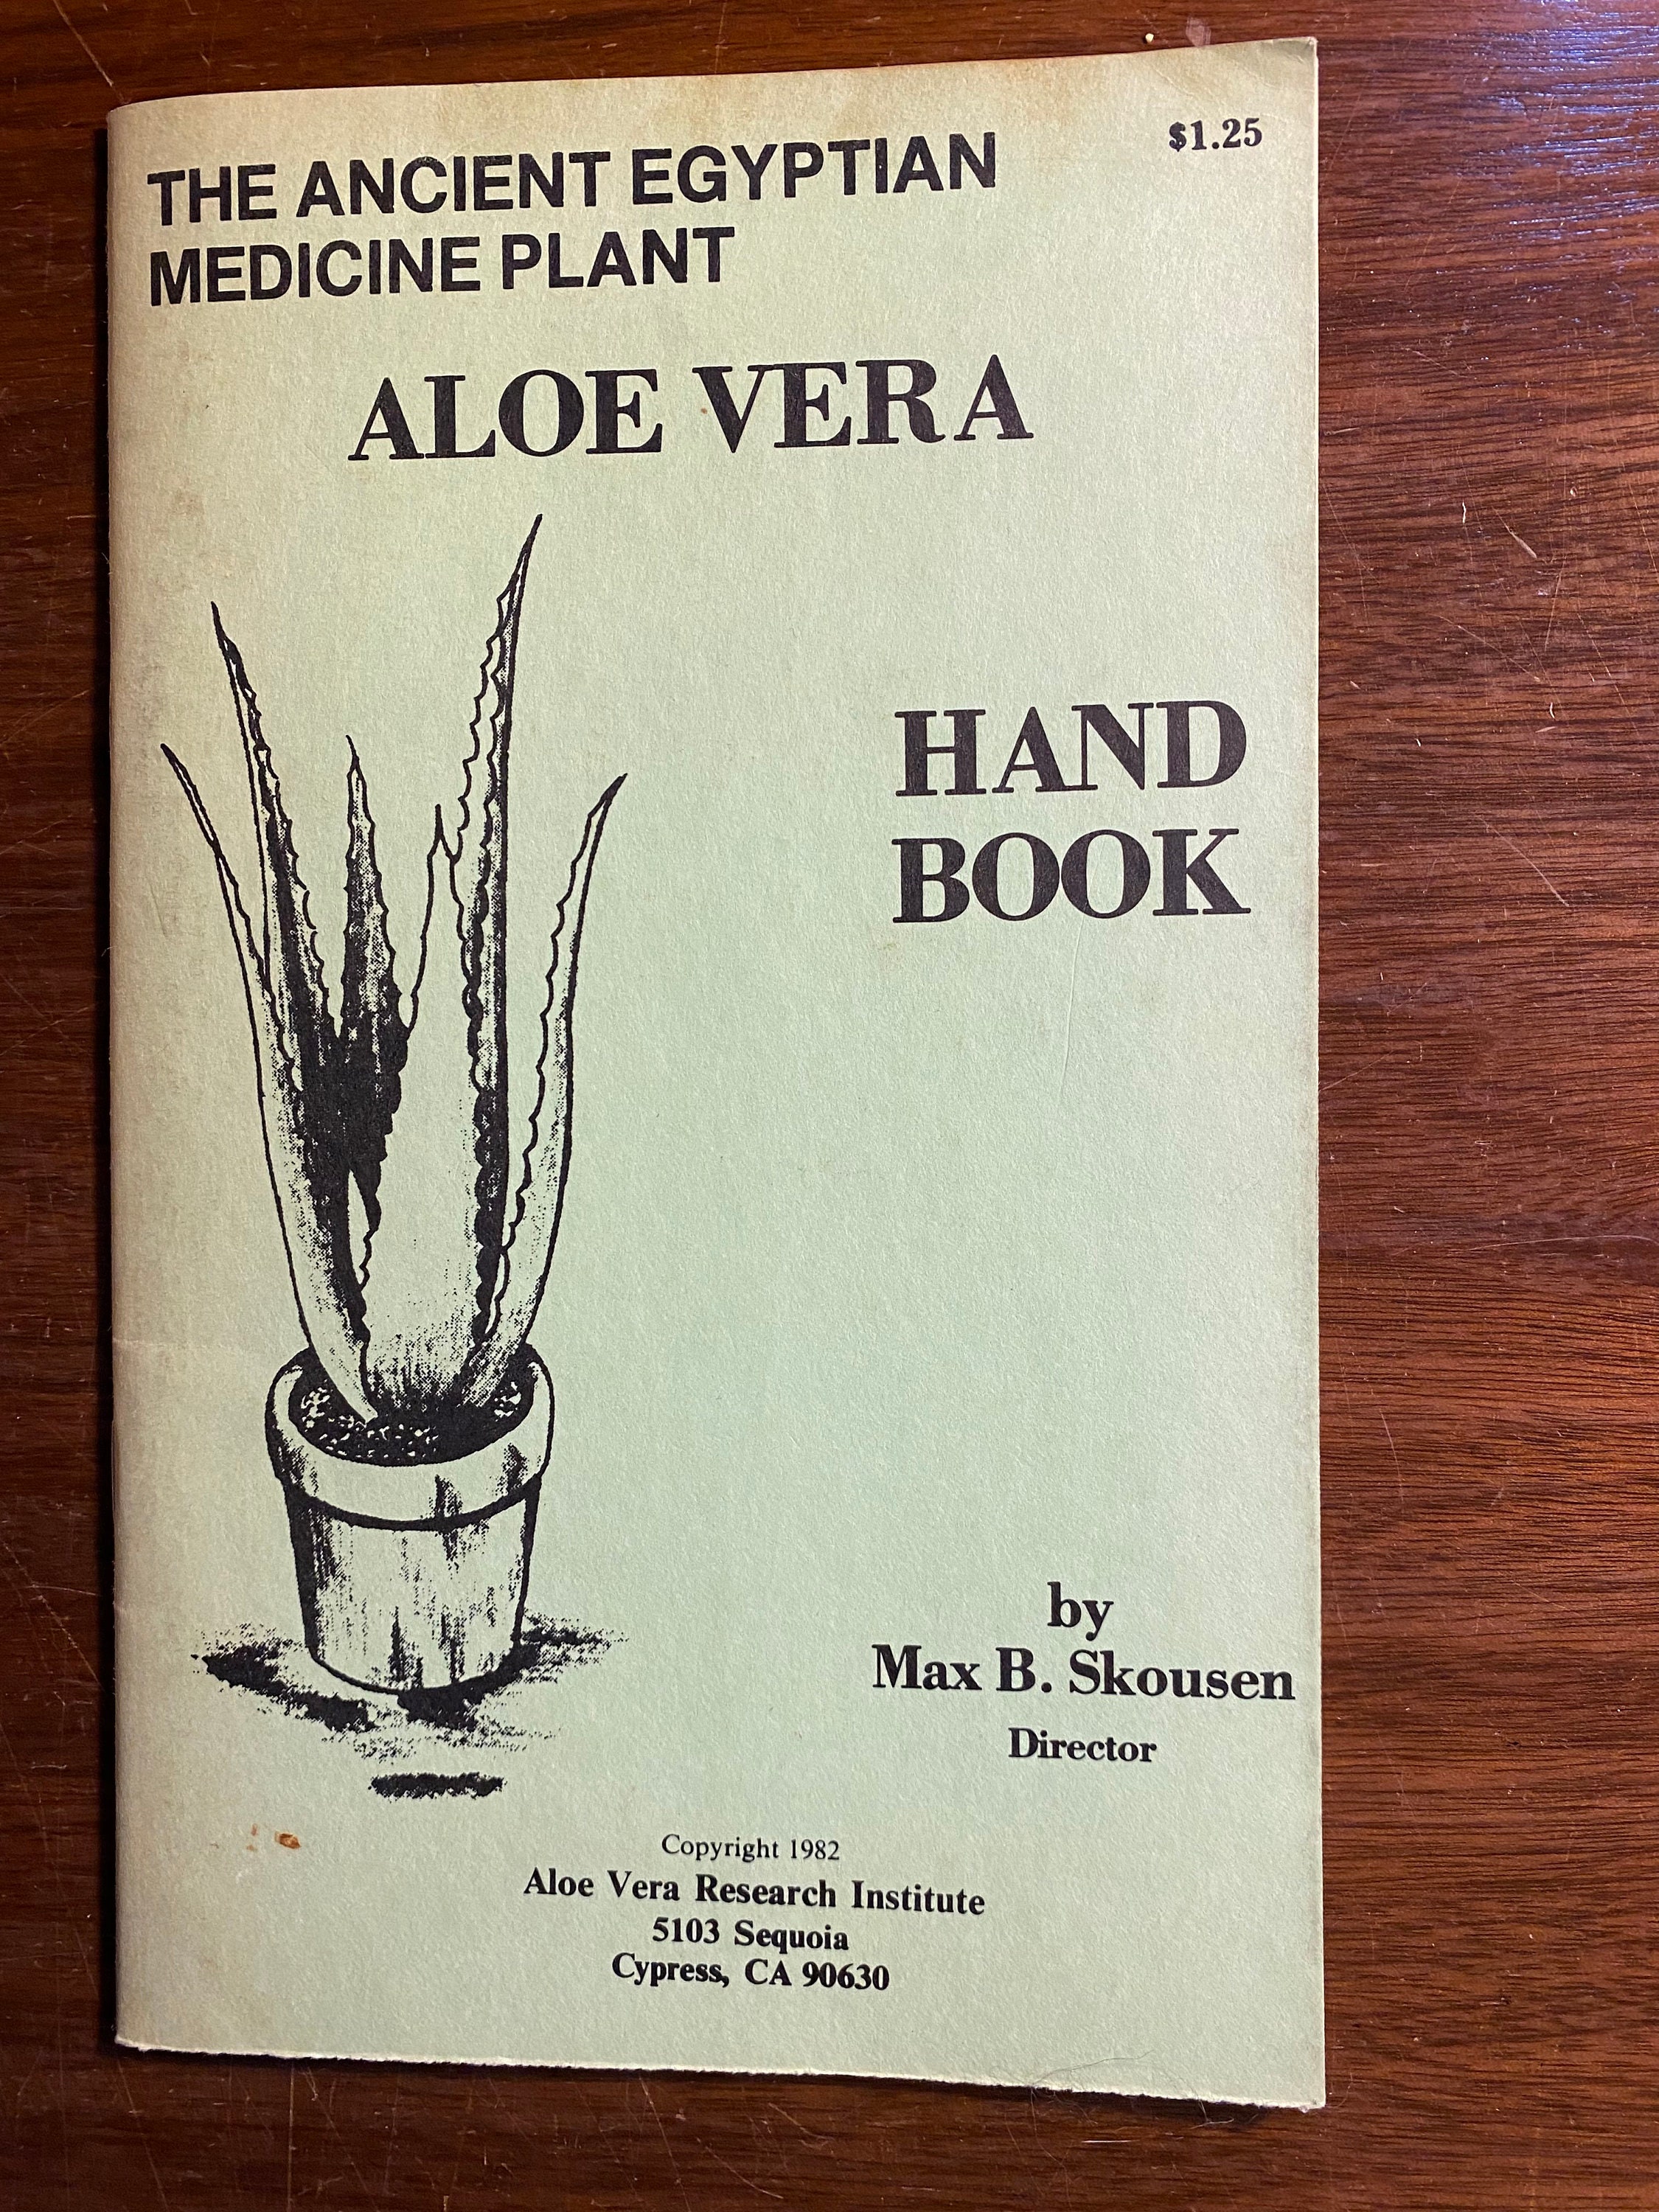 $1.25
THE ANCIENT EGYPTIAN
MEDICINE PLANT
ALOE VERA
HAND
BOOK
by
Max B. Skousen
Director
Copyright 1982
Aloe Vera Research Institute
5103 Sequoia
Cypress, CA 90630